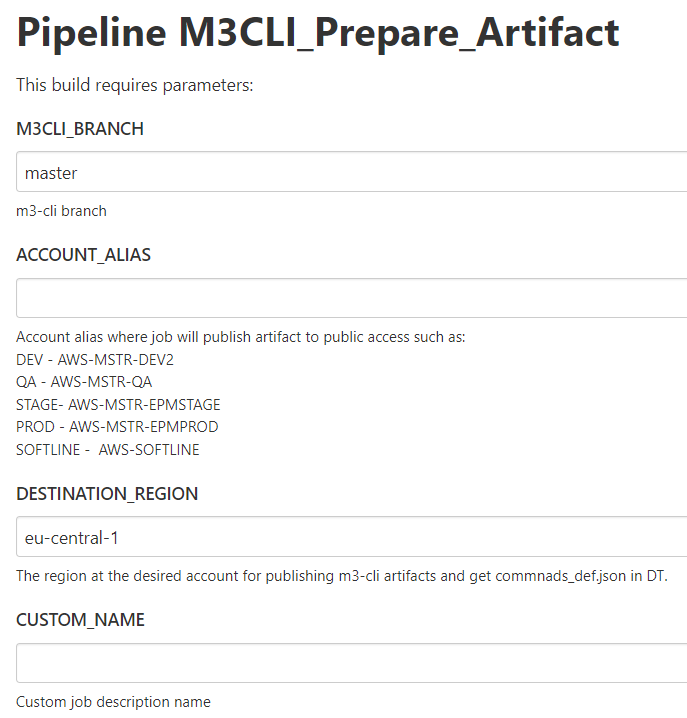 Pipeline M3CLI_Prepare_Artifact
This build requires parameters:
M3CLI_BRANCH
master
m3-cli branch
ACCOUNT_ALIAS
Account alias where job will publish artifact to public access such as:
DEV - AWS-MSTR-DEV2
QA - AWS-MSTR-QA
STAGE- AWS-MSTR-EPMSTAGE
PROD - AWS-MSTR-EPMPROD
SOFTLINE -  AWS-SOFTLINE
DESTINATION_REGION
eu-central-1
The region at the desired account for publishing m3-cli artifacts and get commnads_def.json in DT.
CUSTOM_NAME
Custom job description name